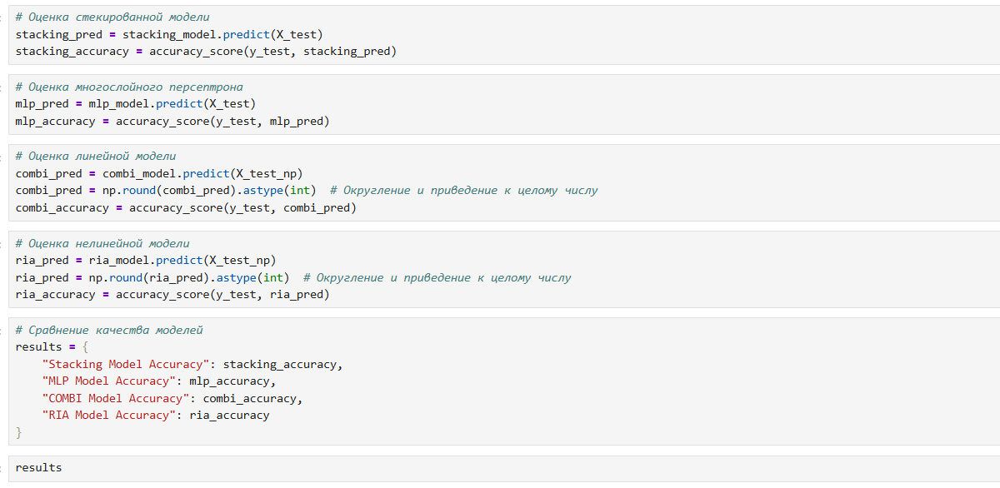 # Оценка стекированной модели
stacking_pred = stacking_model.predict(X_test)
stacking_accuracy = accuracy_score(y_test, stacking_pred)
# Оценка многослойного персептрона
mlp_pred = mlp_model.predict(X_test)
mlp_accuracy = accuracy_score(y_test, mlp_pred)
# Оценка линейной модели
combi_pred = combi_model.predict(X_test_np)
combi_pred = np.round(combi_pred).astype(int)  # Округление и приведение к целому числу
combi_accuracy = accuracy_score(y_test, combi_pred)
# Оценка нелинейной модели
ria_pred = ria_model.predict(X_test_np)
ria_pred = np.round(ria_pred).astype(int)  # Округление и приведение к целому числу
ria_accuracy = accuracy_score(y_test, ria_pred)
# Сравнение качества моделей
results = {
    "Stacking Model Accuracy": stacking_accuracy,
    "MLP Model Accuracy": mlp_accuracy,
    "COMBI Model Accuracy": combi_accuracy,
    "RIA Model Accuracy": ria_accuracy
}
results